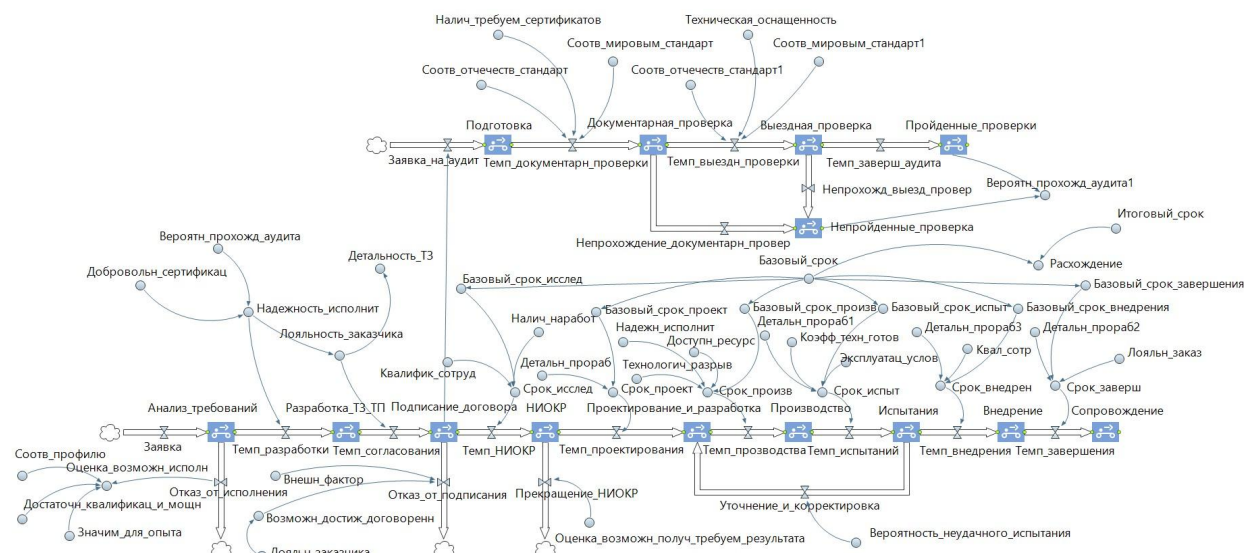 Налич_требуем_сертификатов
Техническая_оснащенность
Соотв_мировым_стандарт
Соотв_мировым_стандарт1
Соотв_отчечеств_стандарт
Соотв_отчечеств_стандарт1
Подготовка
Документарная_проверка
Выездная_проверка
Пройденные_проверки
Заявка_на_аудит
Темп_документарн_проверки
Темп_выездн_проверки
Темп_заверш_аудита
Непрохожд_выезд_провер
Вероятн_прохожд_аудита1
Итоговый_срок
Непройденные_проверка
Непрохождение_документарн_провер
Вероятн_прохожд_аудита
Детальность_ТЗ
Базовый_срок
Расхождение
Добровольн_сертификац
Базовый_срок_исслед
Базовый_срок_завершения
Надежность_исполнит
Налич_наработ
Базовый_срок_проект
Базовый_срок_произв
Базовый_срок_испыт
Базовый_срок_внедрения
Лояльность_заказчика
Надежн_исполнит
Детальн_прораб1
Детальн_прораб3
Детальн_прораб2
Доступн_ресурс
Коэфф_техн_готов
Квал_сотр
Лояльн_заказ
Квалифик_сотруд
Детальн_прораб
Технологич_разрыв
Эксплуатац_услов
Срок_исслед
Срок_проект
Срок_произв
Срок_испыт
Срок_внедрен
Срок_заверш
Анализ_требований
Разработка_ТЗ_ТП
Подписание_договора
НИОКР
Проектирование_и_разработка
Производство
Испытания
Внедрение
Сопровождение
Заявка
Темп_разработки
Темп_согласования
Темп_НИОКР
Темп_проектирования
Темп_прозводства
Темп_испытаний
Темп_внедрения
Темп_завершения
Соотв_профилю
Оценка_возможн_исполн
Внешн_фактор
Отказ_от_исполнения
Отказ_от_подписания
Прекращение_НИОКР
Достаточн_квалификац_и_мощн
Уточнение_и_корректировка
Возможн_достиж_договоренн
Значим_для_опыта
Оценка_возможн_получ_требуем_результата
Вероятность_неудачного_испытания
Лояльн_заказчика